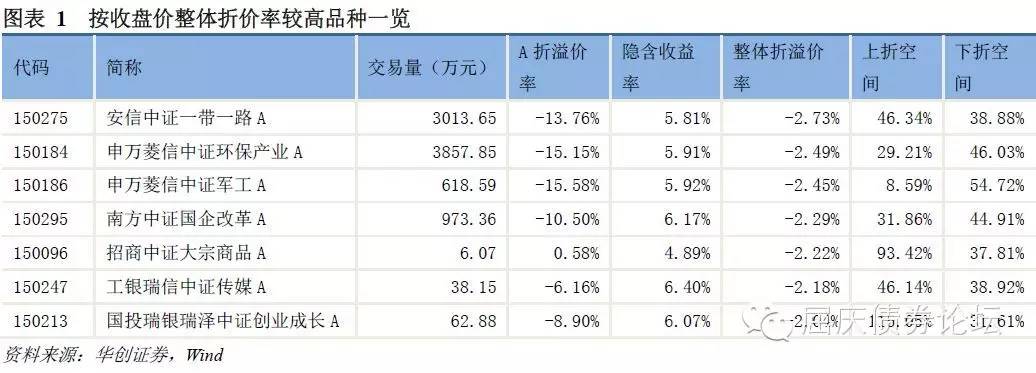 图表 1 按收盘价整体折价率较高品种一览
代码 简称 交易量（万元） A 折溢价率 隐含收益率 整体折溢价率 上折空间 下折空间
150275 安信中证一带一路 A 3013.65 -13.76% 5.81% -2.73% 46.34% 38.88%
150184 申万菱信中证环保产业 A 3857.85 -15.15% 5.91% -2.49% 29.21% 46.03%
150186 申万菱信中证军工 A 618.59 -15.58% 5.92% -2.45% 8.59% 54.72%
150295 南方中证国企改革 A 973.36 -10.50% 6.17% -2.29% 31.86% 44.91%
150096 招商中证大宗商品 A 6.07 0.58% 4.89% -2.22% 93.42% 37.81%
150247 工银瑞信中证传媒 A 38.15 -6.16% 6.40% -2.18% 46.14% 38.92%
150213 国投瑞银瑞泽中证创业成长 A 62.88 -8.90% 6.07% 31.61%
屈庆债券论坛
资料来源：华创证券，Wind